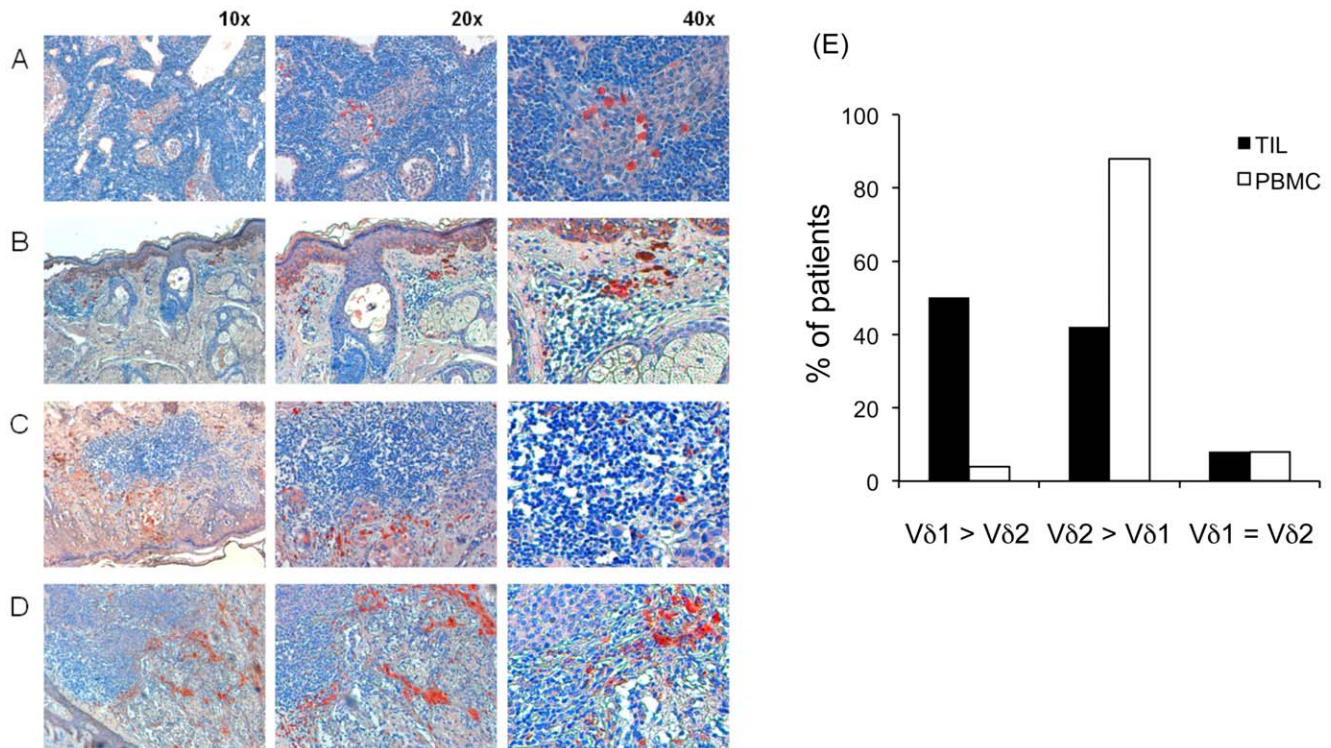 10x 20x 40x
A
B
C
D
(E)
% of patients
100
80
60
40
20
0
TIL
PBMC
Vδ1 > Vδ2 Vδ2 > Vδ1 Vδ1 = Vδ2